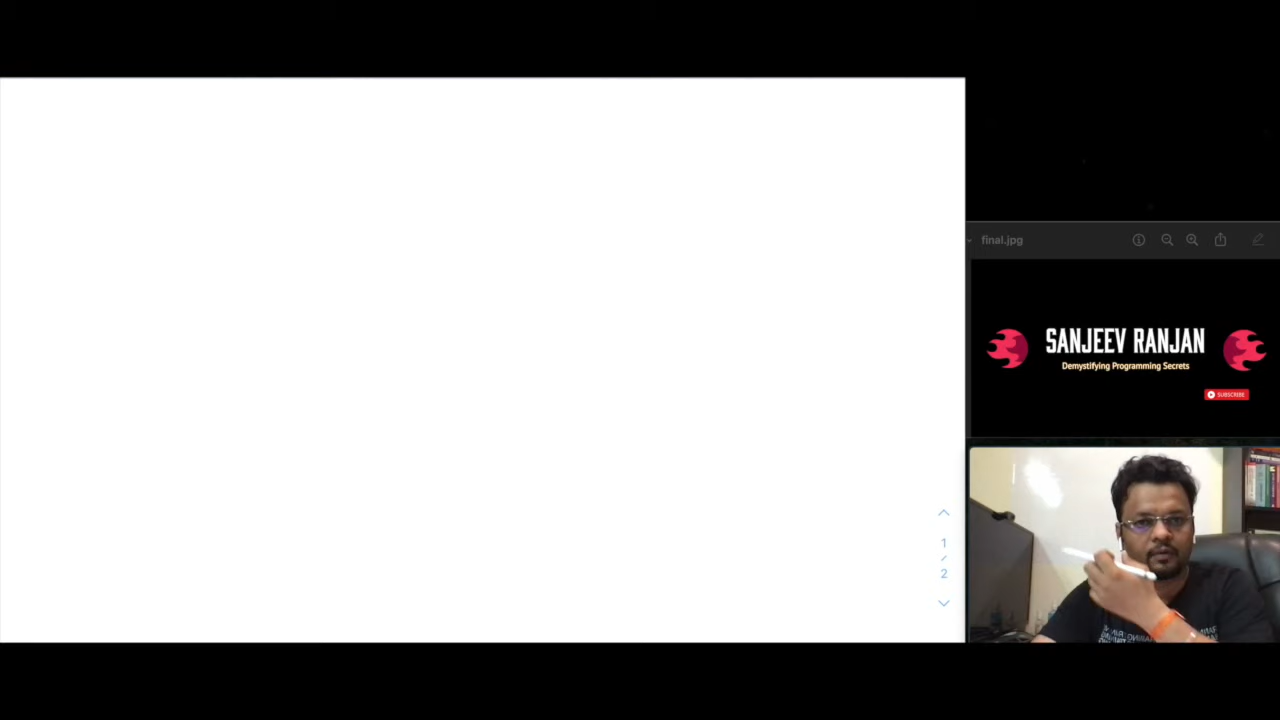 final.jpg
SANJEEV RANJAN
Demystifying Programming Secrets
SUBSCRIBE
1
/
2